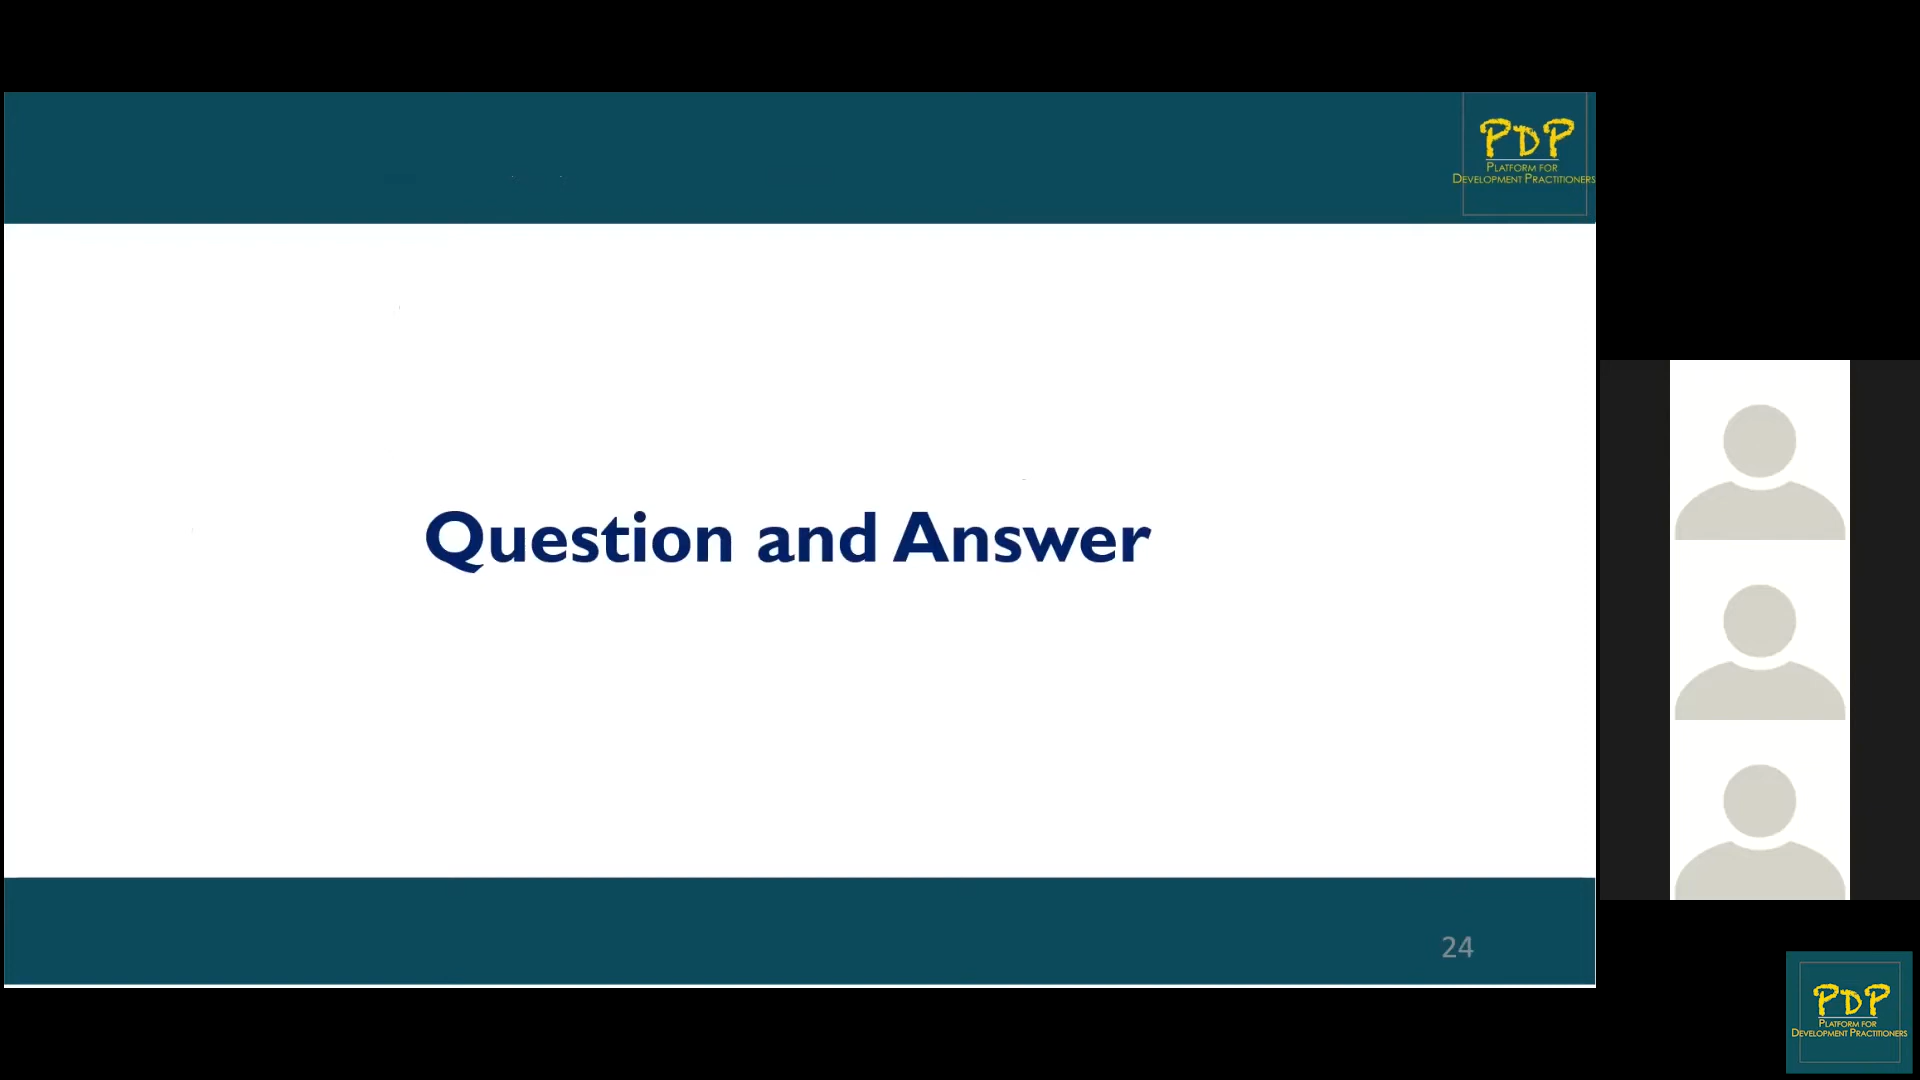 PDP
PLATFORM FOR
DEVELOPMENT PRACTITIONERS
Question and Answer
24
PDP
PLATFORM FOR
DEVELOPMENT PRACTITIONERS